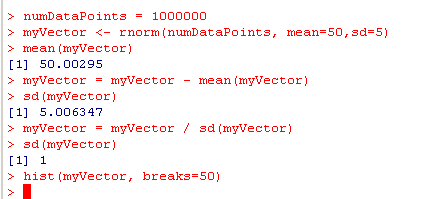 > numDataPoints = 1000000
> myVector <- rnorm(numDataPoints, mean=50,sd=5)
> mean(myVector)
[1] 50.00295
> myVector = myVector - mean(myVector)
> sd(myVector)
[1] 5.006347
> myVector = myVector / sd(myVector)
> sd(myVector)
[1] 1
> hist(myVector, breaks=50)
>